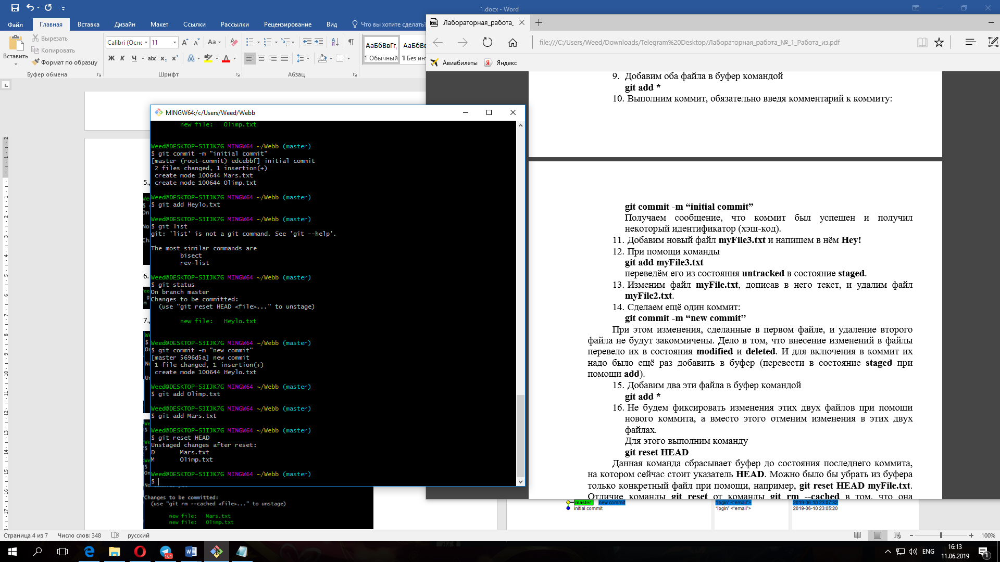 1.docx - Word
Файл
Главная
Вставка
Дизайн
Макет
Ссылки
Рассылки
Рецензирование
Вид
Что вы хотите сделать?
Вставить
Вырезать
Копировать
Формат по образцу
Буфер обмена
Calibri (Осн
11
Шрифт
Абзац
АаБбВвГг,
¶ Обычный
АаБбВ
¶ Без инт
Лабораторная_работа_
file:///C:/Users/Weed/Downloads/Telegram%20Desktop/Лабораторная_работа_№_1_Работа_из.pdf
Авиабилеты
Яндекс
9. Добавим оба файла в буфер командой
git add *
10. Выполним коммит, обязательно введя комментарий к коммиту:
git commit -m “initial commit”
Получаем сообщение, что коммит был успешен и получил
некоторый идентификатор (хэш-код).
11. Добавим новый файл myFile3.txt и напишем в нём Hey!
12. При помощи команды
git add myFile3.txt
переведём его из состояния untracked в состояние staged.
13. Изменим файл myFile.txt, дописав в него текст, и удалим файл
myFile2.txt.
14. Сделаем ещё один коммит:
git commit -m “new commit”
При этом изменения, сделанные в первом файле, и удаление второго
файла не будут закоммичены. Дело в том, что внесение изменений в файлы
перевело их в состояния modified и deleted. И для включения в коммит их
надо было ещё раз добавить в буфер (перевести в состояние staged при
помощи add).
15. Добавим два эти файла в буфер командой
git add *
16. Не будем фиксировать изменения этих двух файлов при помощи
нового коммита, а вместо этого отменим изменения в этих двух
файлах.
Для этого выполним команду
git reset HEAD
Данная команда сбрасывает буфер до состояния последнего коммита,
на котором сейчас стоит указатель HEAD. Можно было бы убрать из буфера
только конкретный файл при помощи, например, git reset HEAD myFile.txt.
Отличие команды git reset от команды git rm --cached в том, что она
MINGW64:/c/Users/Weed/Webb
new file:   Olimp.txt
Weed@DESKTOP-S3IJK7G MINGW64 ~/Webb (master)
$ git commit -m "initial commit"
[master (root-commit) edcebbf] initial commit
2 files changed, 1 insertion(+)
create mode 100644 Mars.txt
create mode 100644 Olimp.txt
Weed@DESKTOP-S3IJK7G MINGW64 ~/Webb (master)
$ git add Heylo.txt
Weed@DESKTOP-S3IJK7G MINGW64 ~/Webb (master)
$ git list
git: 'list' is not a git command. See 'git --help'.
The most similar commands are
bisect
rev-list
Weed@DESKTOP-S3IJK7G MINGW64 ~/Webb (master)
$ git status
On branch master
Changes to be committed:
(use "git reset HEAD <file>..." to unstage)
new file:   Heylo.txt
Weed@DESKTOP-S3IJK7G MINGW64 ~/Webb (master)
$ git commit -m "new commit"
[master 5696d5a] new commit
1 file changed, 1 insertion(+)
create mode 100644 Heylo.txt
Weed@DESKTOP-S3IJK7G MINGW64 ~/Webb (master)
$ git add Olimp.txt
Weed@DESKTOP-S3IJK7G MINGW64 ~/Webb (master)
$ git add Mars.txt
Weed@DESKTOP-S3IJK7G MINGW64 ~/Webb (master)
$ git reset HEAD
Unstaged changes after reset:
D       Mars.txt
M       Olimp.txt
Weed@DESKTOP-S3IJK7G MINGW64 ~/Webb (master)
$
5.
6.
7.
Changes to be committed:
(use "git rm --cached <file>..." to unstage)
new file:   Mars.txt
new file:   Olimp.txt
master new commit "login" <"email"> 2019-06-10 23:07:32
initial commit "login" <"email"> 2019-06-10 23:05:20
Страница 4 из 7
Число слов: 348
русский
100%
161
ENG
16:13
11.06.2019
1